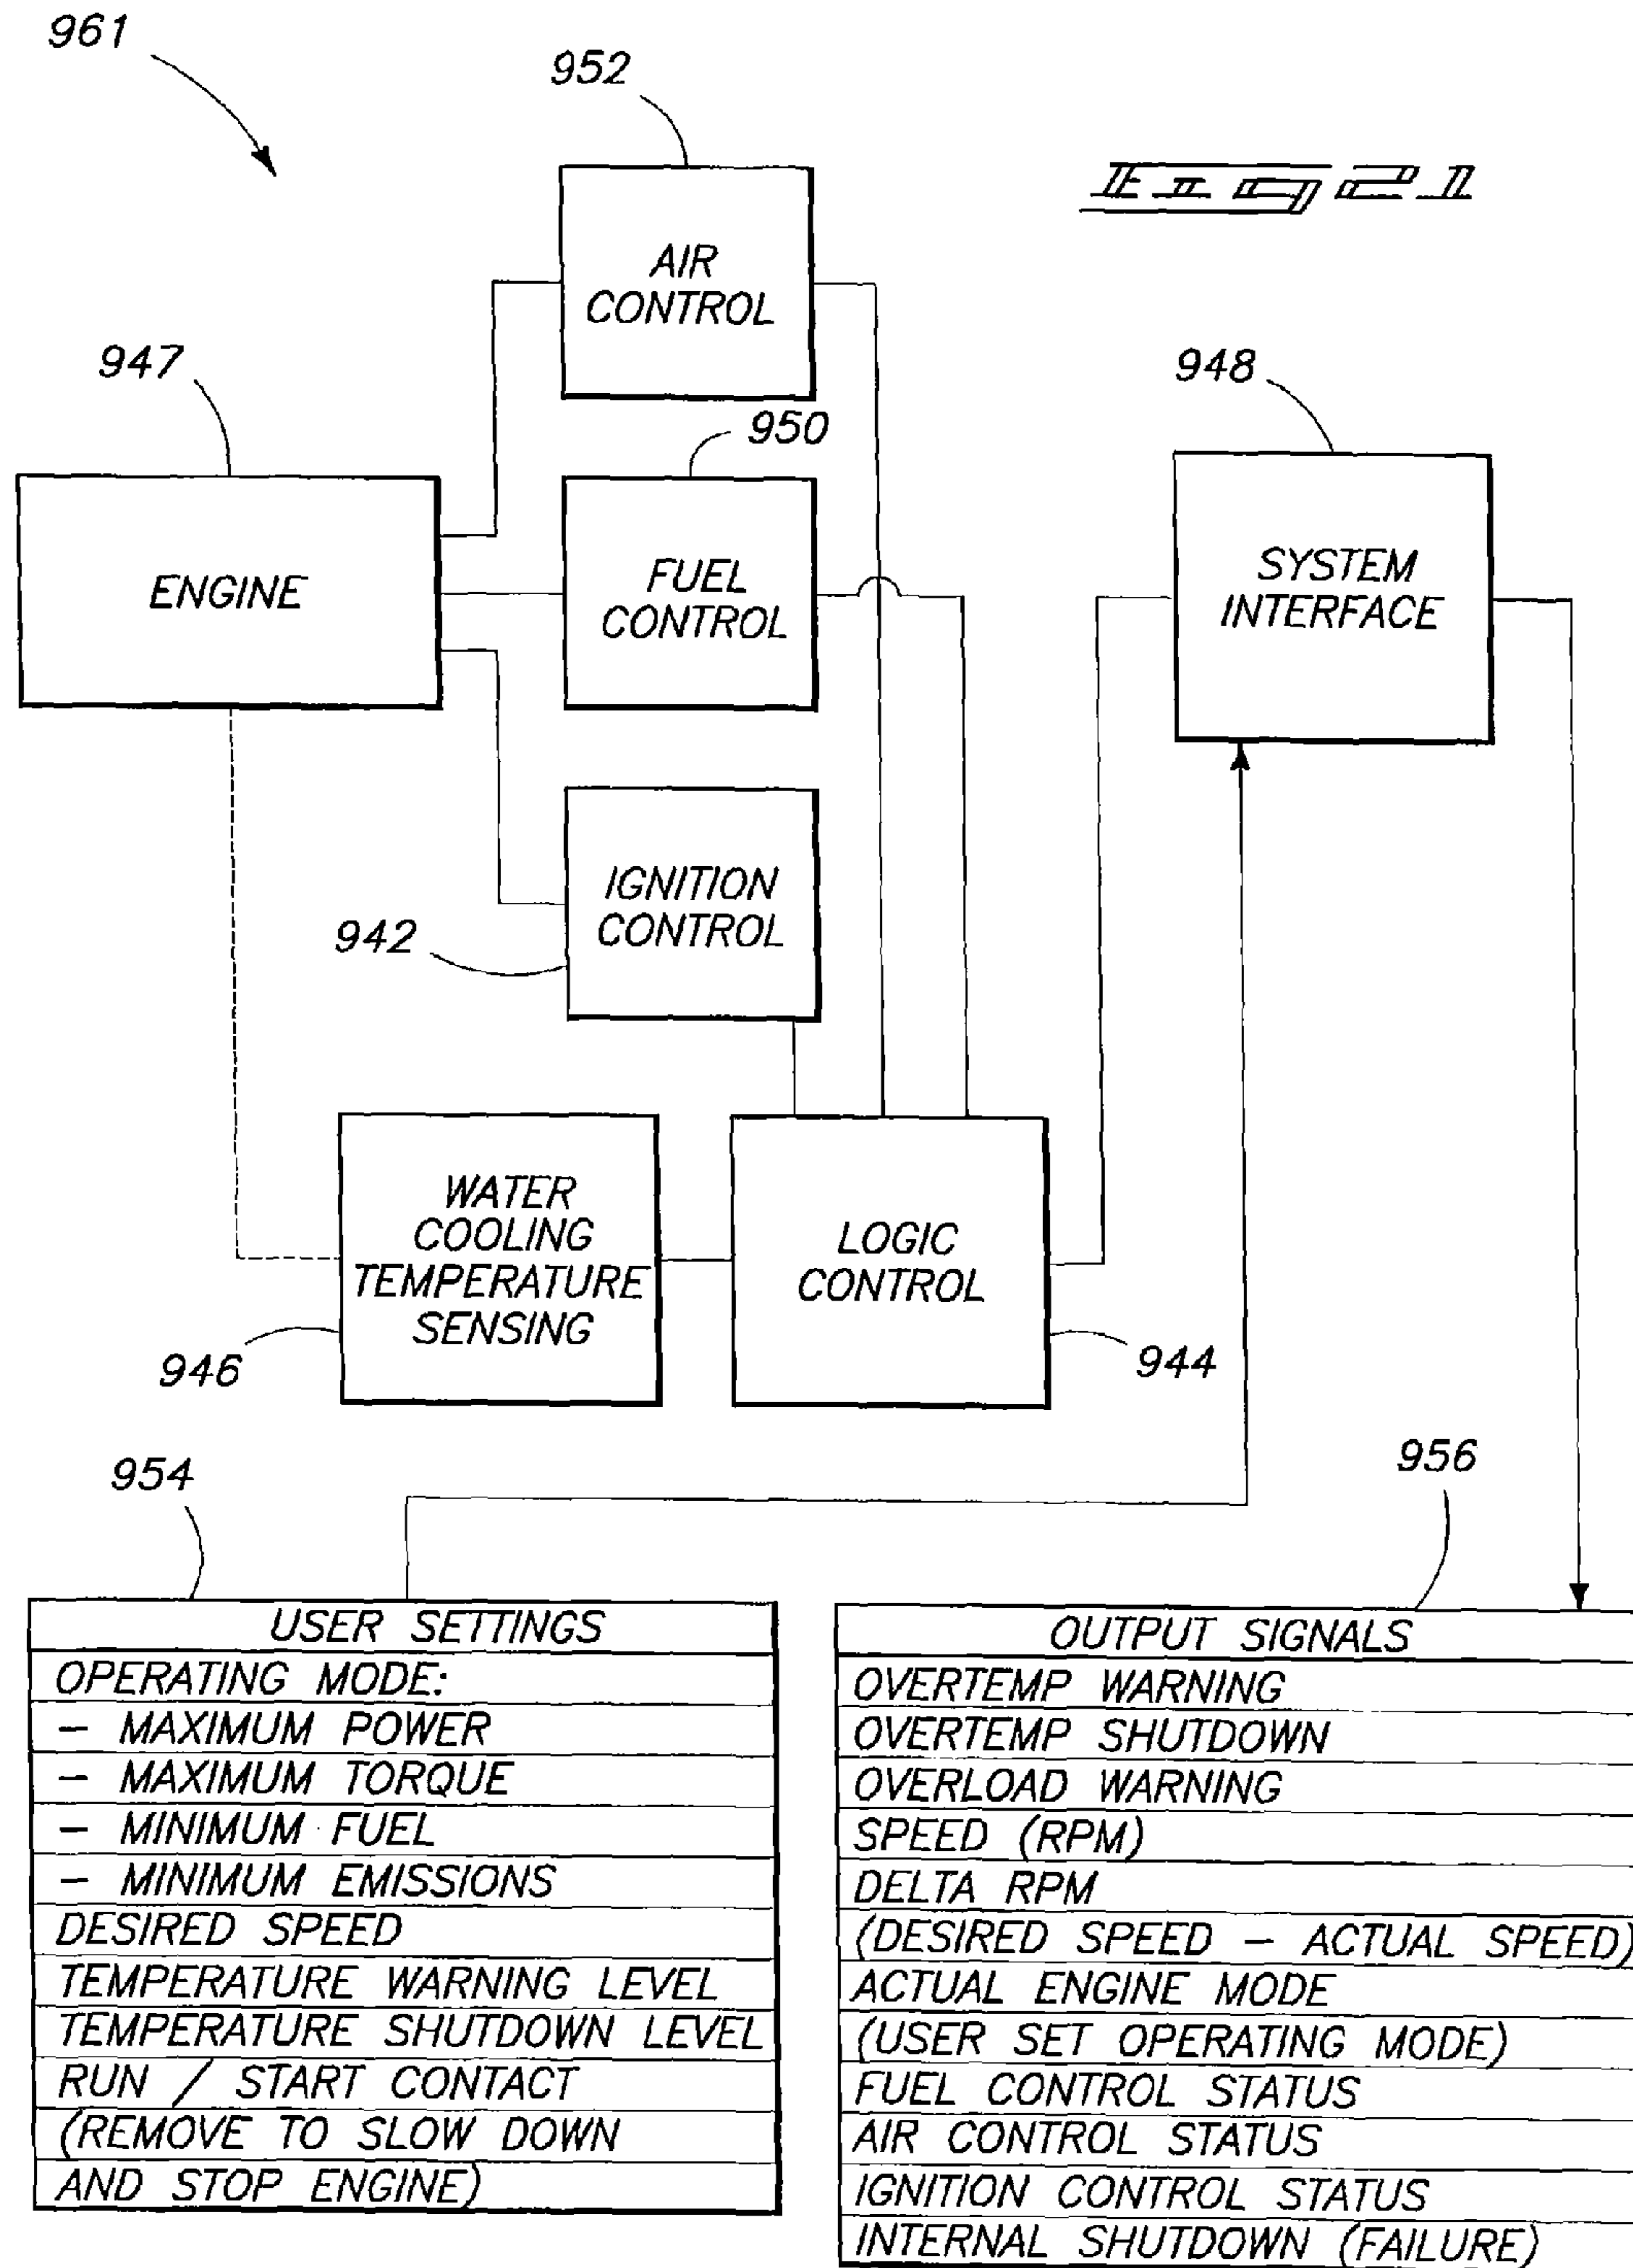 961
952
Fig 21
AIR
CONTROL
947
948
950
ENGINE
FUEL
CONTROL
SYSTEM
INTERFACE
IGNITION
CONTROL
942
WATER
COOLING
TEMPERATURE
SENSING
LOGIC
CONTROL
946
944
954
956
USER SETTINGS
OPERATING MODE:
- MAXIMUM POWER
- MAXIMUM TORQUE
- MINIMUM FUEL
- MINIMUM EMISSIONS
DESIRED SPEED
TEMPERATURE WARNING LEVEL
TEMPERATURE SHUTDOWN LEVEL
RUN / START CONTACT
(REMOVE TO SLOW DOWN
AND STOP ENGINE)
OUTPUT SIGNALS
OVERTEMP WARNING
OVERTEMP SHUTDOWN
OVERLOAD WARNING
SPEED (RPM)
DELTA RPM
(DESIRED SPEED - ACTUAL SPEED)
ACTUAL ENGINE MODE
(USER SET OPERATING MODE)
FUEL CONTROL STATUS
AIR CONTROL STATUS
IGNITION CONTROL STATUS
INTERNAL SHUTDOWN (FAILURE)